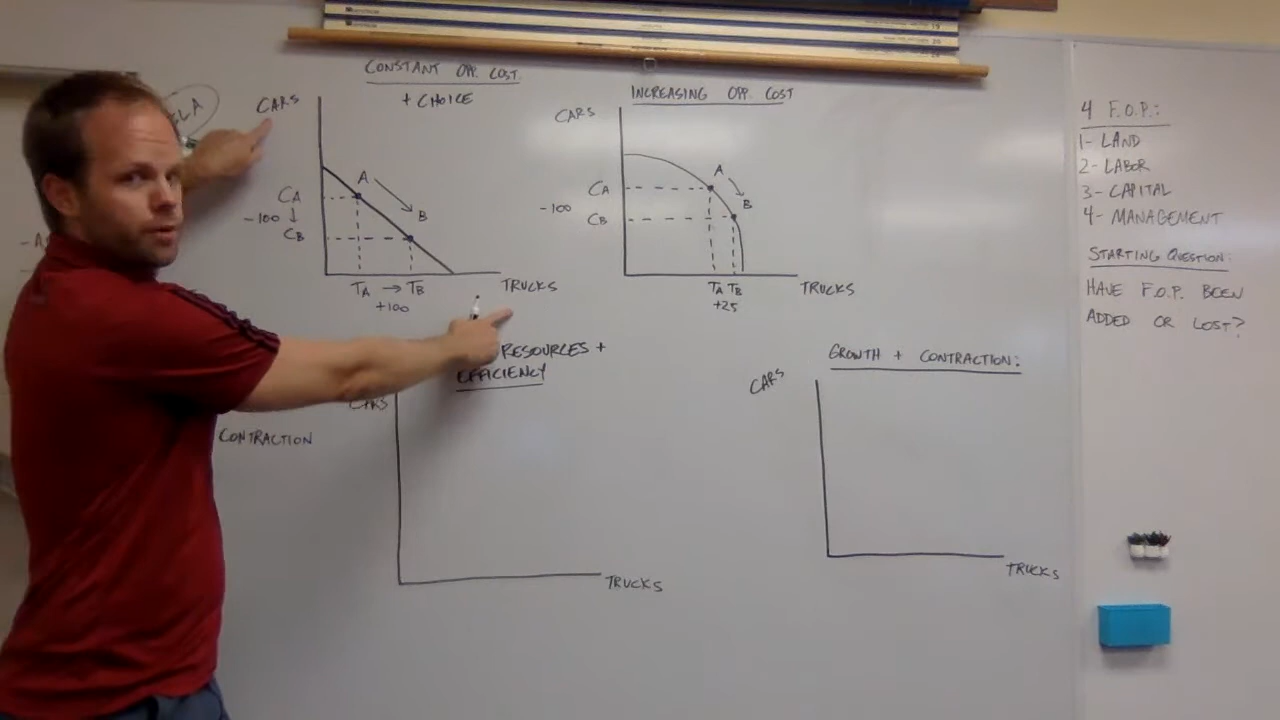 CONSTANT OPP. COST
+ CHOICE
CARS
CA
-100
CB
A
B
TA → TB
+100
TRUCKS
INCREASING OPP. COST
CARS
CA
-100
CB
A
B
TA TB
+25
TRUCKS
4 F.O.P.:
1- LAND
2- LABOR
3- CAPITAL
4- MANAGEMENT
STARTING QUESTION:
HAVE F.O.P. BEEN
ADDED OR LOST?
RESOURCES +
EFFICIENCY
CARS
TRUCKS
CONTRACTION
GROWTH + CONTRACTION:
CARS
TRUCKS